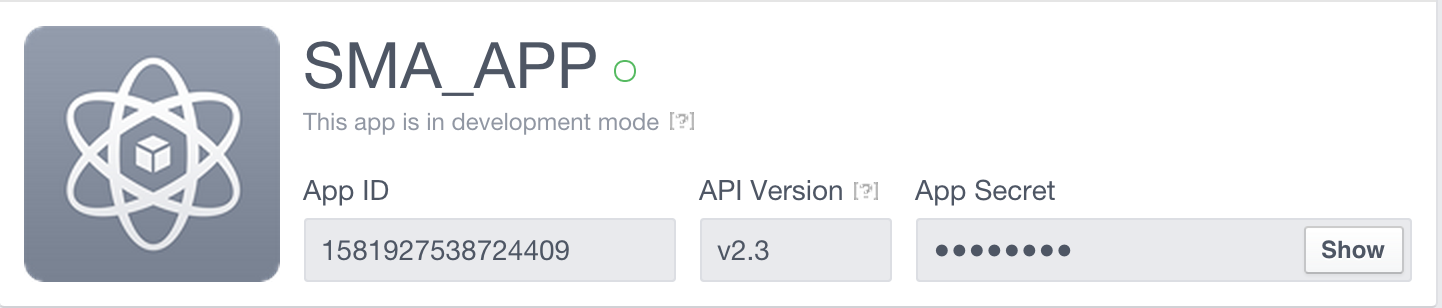 SMA_APP
This app is in development mode [?]
App ID API Version [?] App Secret
1581927538724409 v2.3 •••••••• Show